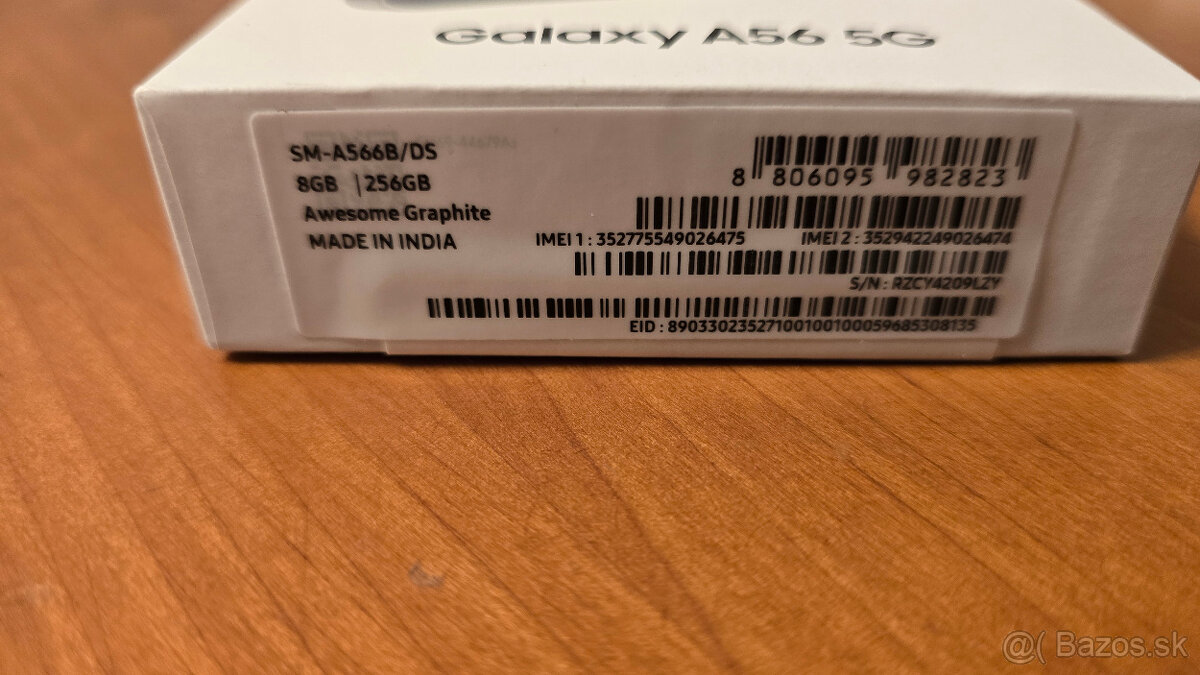 Galaxy A56 5G
SM-A566B/DS
8GB | 256GB
Awesome Graphite
MADE IN INDIA
8 806095 982823
IMEI 1 : 352775549026475 IMEI 2 : 352942249026474
S/N : RZCY4209LZY
EID : 89033023527100100100059685308135
@( Bazos.sk